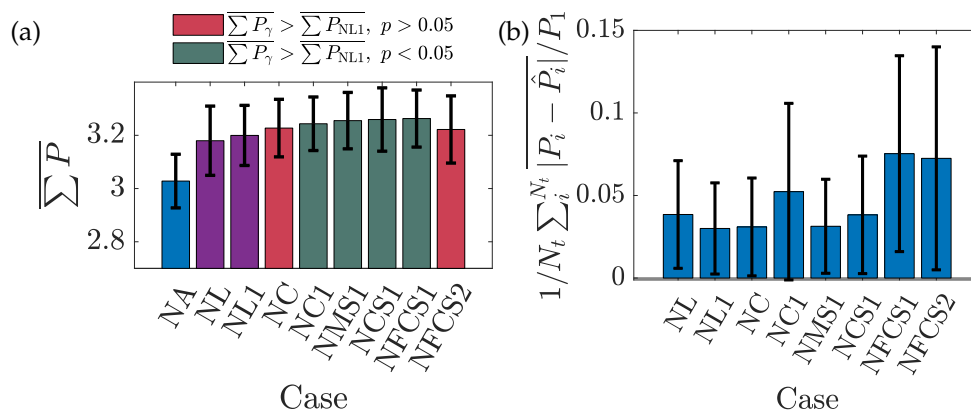 (a)
$\overline{\sum P_\gamma} > \overline{\sum P_{\mathrm{NL1}}},\ p > 0.05$
$\overline{\sum P_\gamma} > \overline{\sum P_{\mathrm{NL1}}},\ p < 0.05$
$\overline{\sum P}$
3.2
3
2.8
NA
NL
NL1
NC
NC1
NMS1
NCS1
NFCS1
NFCS2
Case
(b)
$1/N_t \sum_i^{N_t} \overline{|P_i - \hat{P}_i|}/P_1$
0.15
0.1
0.05
0
NL
NL1
NC
NC1
NMS1
NCS1
NFCS1
NFCS2
Case